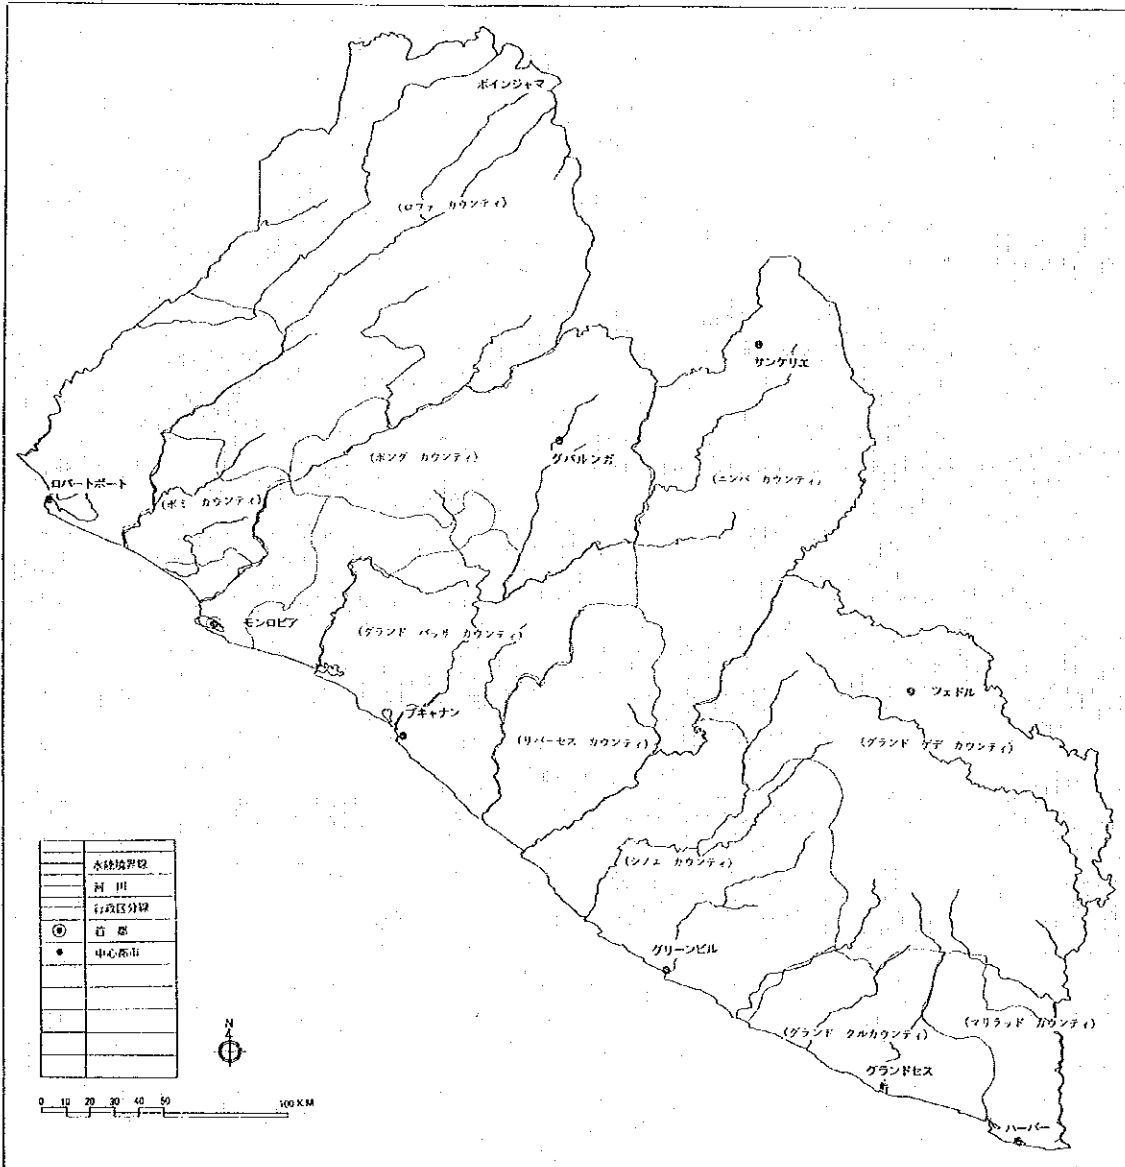 ボインジャマ
(ロファ カウンティ)
サンケリエ
(ボング カウンティ)
グバルンガ
(ニンバ カウンティ)
ロバートポート
(ボミ カウンティ)
モンロビア
(グランド バッサ カウンティ)
ツェドル
ブキャナン
(リバーセス カウンティ)
(グランド ゲデ カウンティ)
(シノエ カウンティ)
水陸境界線
河 川
行政区分線
首 都
中心都市
グリーンビル
N
(グランド クルカウンティ)
(マリラッド カウンティ)
グランドセス
0 10 20 30 40 50 100 KM
ハーパー